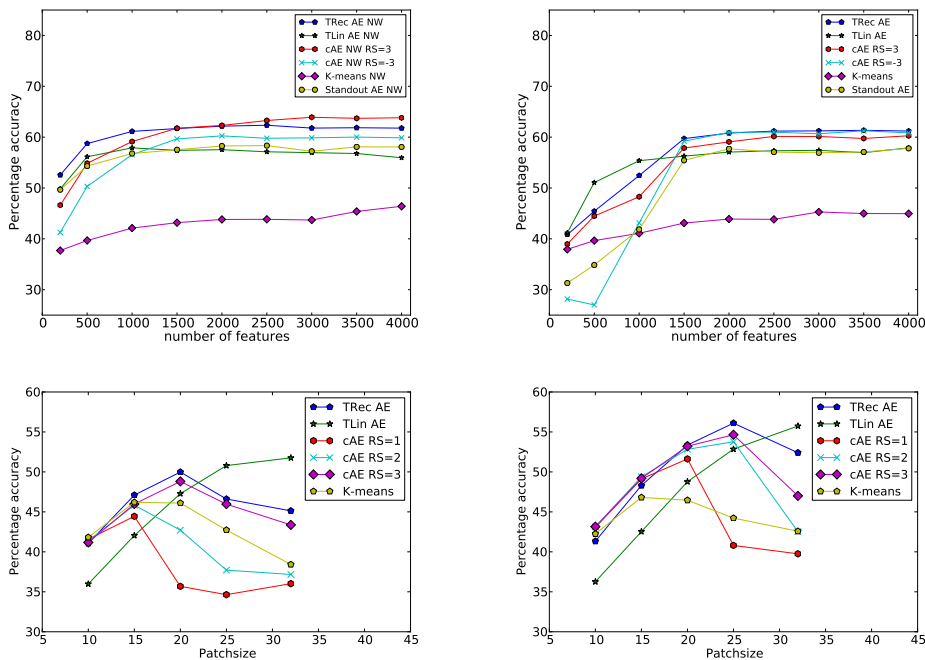 80
70
60
50
40
30
0
500
1000
1500
2000
2500
3000
3500
4000
number of features
Percentage accuracy
TRec AE NW
TLin AE NW
cAE NW RS=3
cAE NW RS=-3
K-means NW
Standout AE NW
80
70
60
50
40
30
0
500
1000
1500
2000
2500
3000
3500
4000
number of features
Percentage accuracy
TRec AE
TLin AE
cAE RS=3
cAE RS=-3
K-means
Standout AE
60
55
50
45
40
35
30
5
10
15
20
25
30
35
40
45
Patchsize
Percentage accuracy
TRec AE
TLin AE
cAE RS=1
cAE RS=2
cAE RS=3
K-means
60
55
50
45
40
35
30
5
10
15
20
25
30
35
40
45
Patchsize
Percentage accuracy
TRec AE
TLin AE
cAE RS=1
cAE RS=2
cAE RS=3
K-means